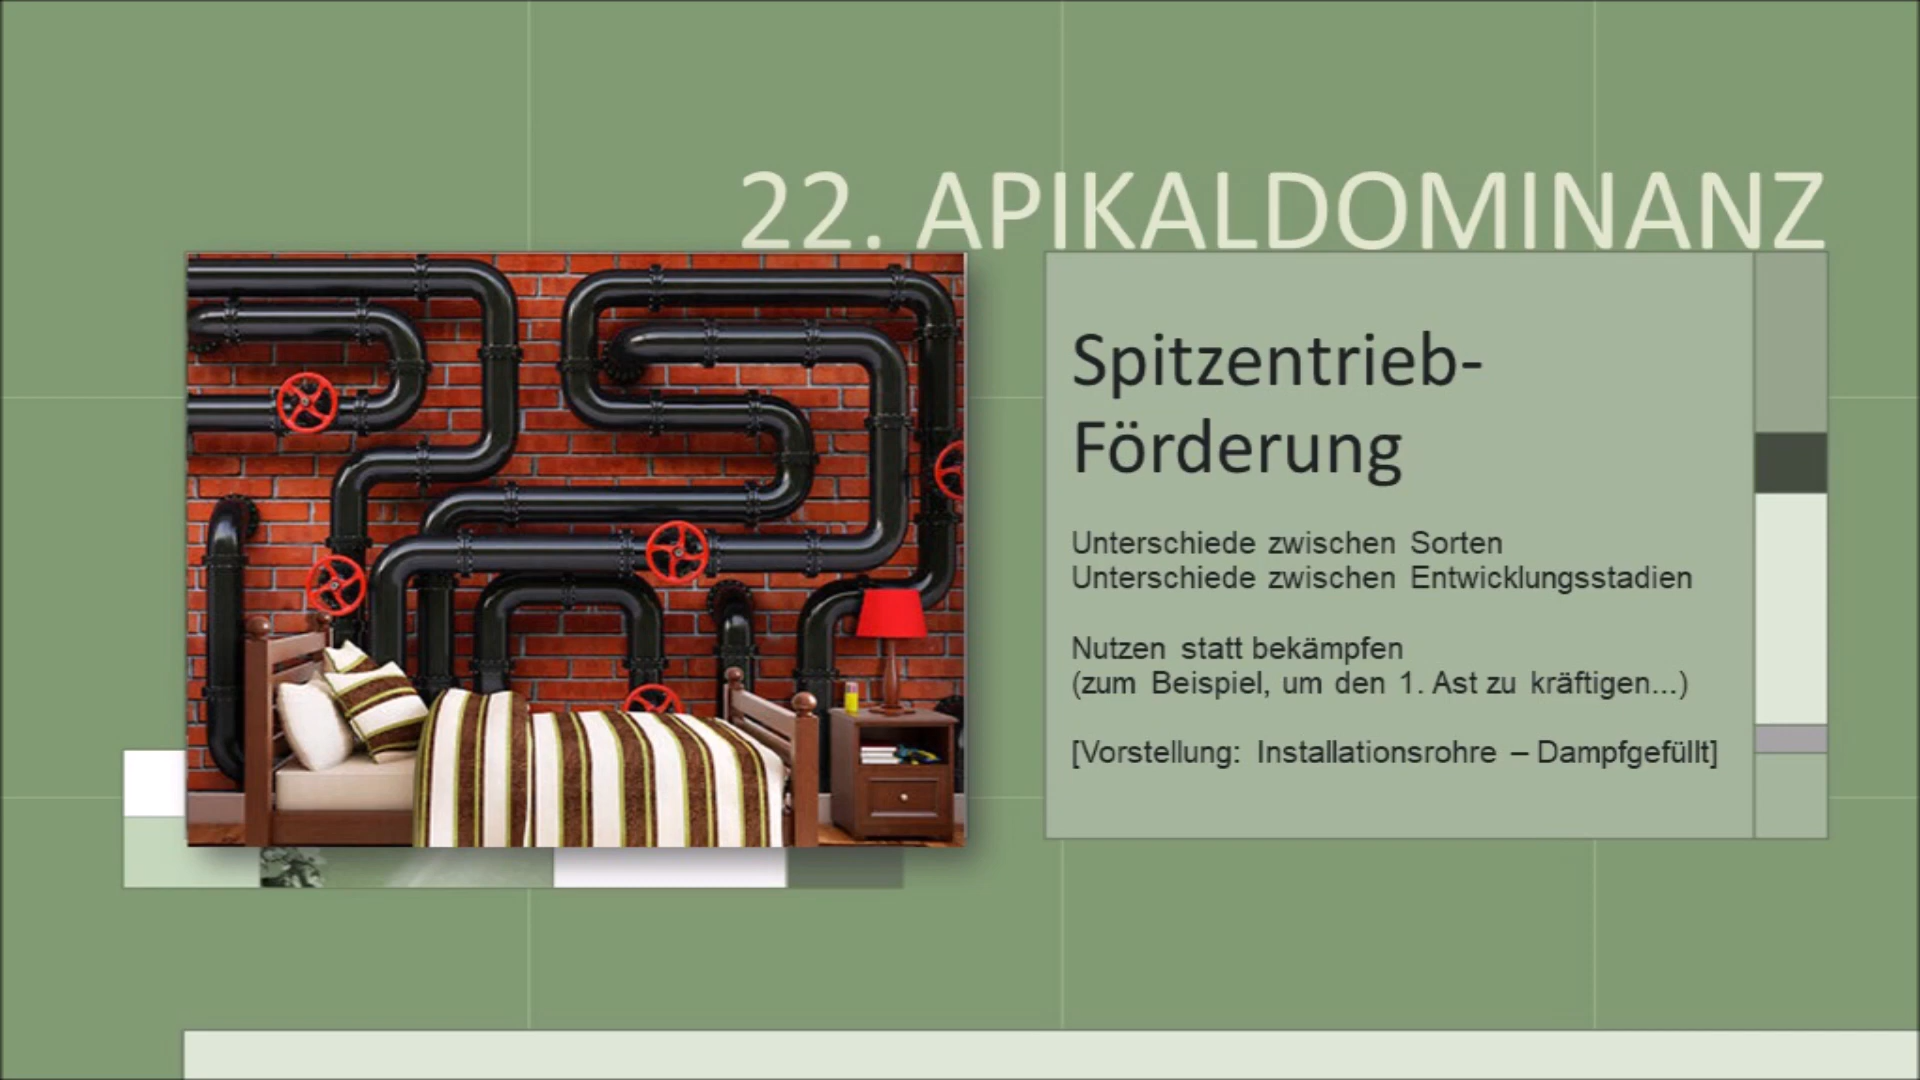 22. APIKALDOMINANZ
Spitzentrieb-
Förderung
Unterschiede zwischen Sorten
Unterschiede zwischen Entwicklungsstadien
Nutzen statt bekämpfen
(zum Beispiel, um den 1. Ast zu kräftigen...)
[Vorstellung: Installationsrohre – Dampfgefüllt]